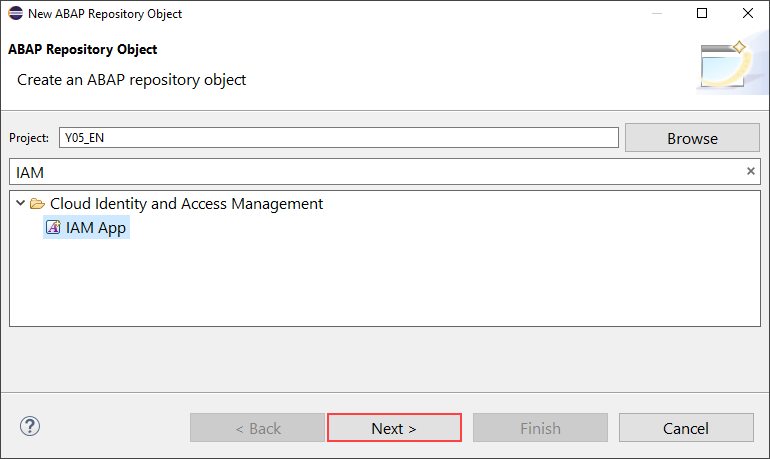 New ABAP Repository Object
ABAP Repository Object
Create an ABAP repository object
Project: Y05_EN Browse
IAM
Cloud Identity and Access Management
IAM App
< Back Next > Finish Cancel